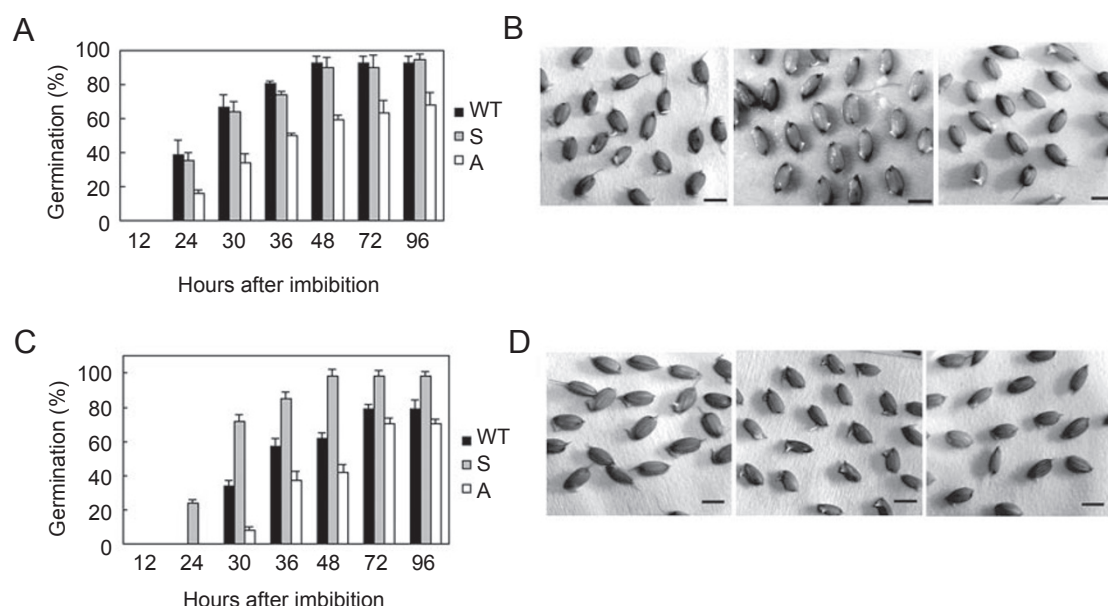 A
Germination (%)
100
80
60
40
20
0
12 24 30 36 48 72 96
Hours after imbibition
WT
S
A
B
C
Germination (%)
100
80
60
40
20
0
12 24 30 36 48 72 96
Hours after imbibition
WT
S
A
D